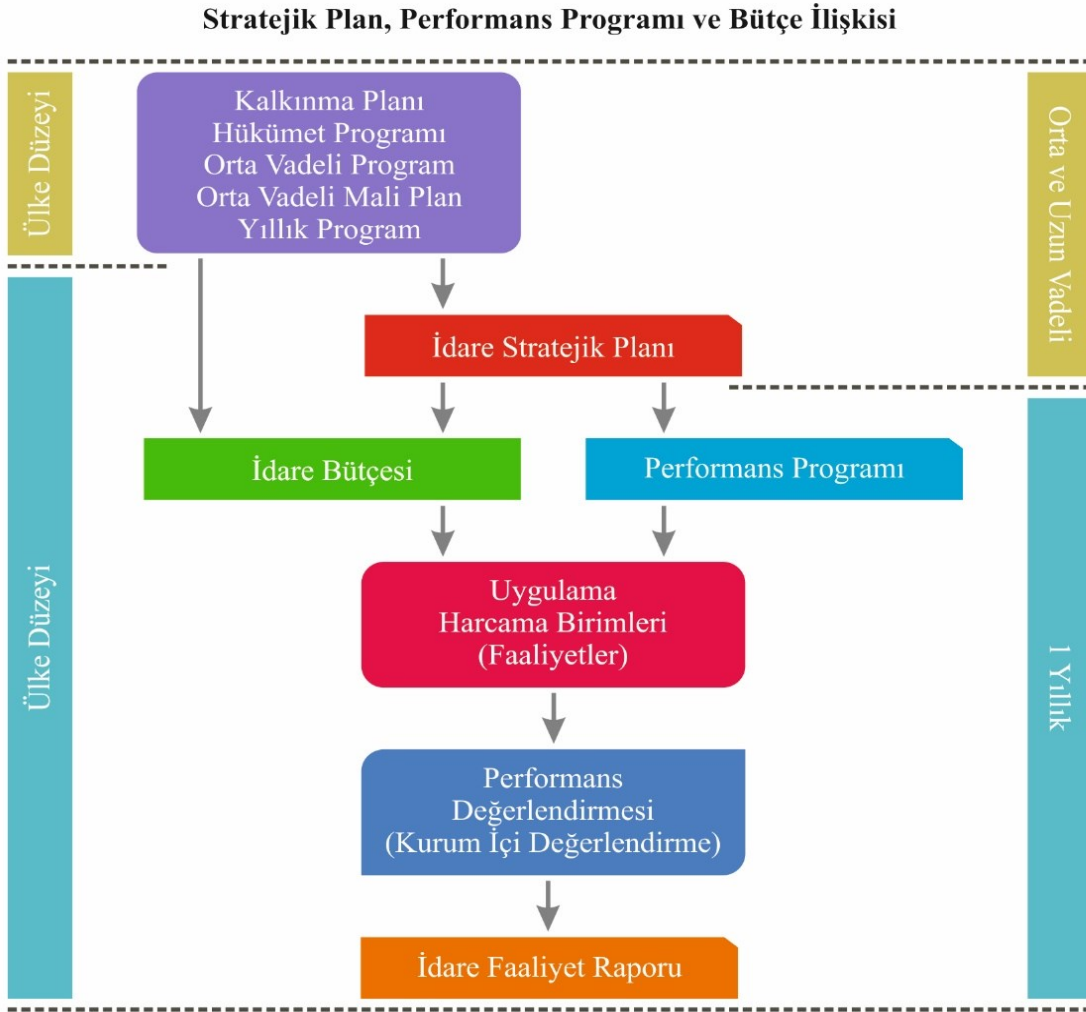 Stratejik Plan, Performans Programı ve Bütçe İlişkisi
Ülke Düzeyi
Kalkınma Planı
Hükümet Programı
Orta Vadeli Program
Orta Vadeli Mali Plan
Yıllık Program
Orta ve Uzun Vadeli
İdare Stratejik Planı
Ülke Düzeyi
İdare Bütçesi
Performans Programı
1 Yıllık
Uygulama
Harcama Birimleri
(Faaliyetler)
Performans
Değerlendirmesi
(Kurum İçi Değerlendirme)
İdare Faaliyet Raporu